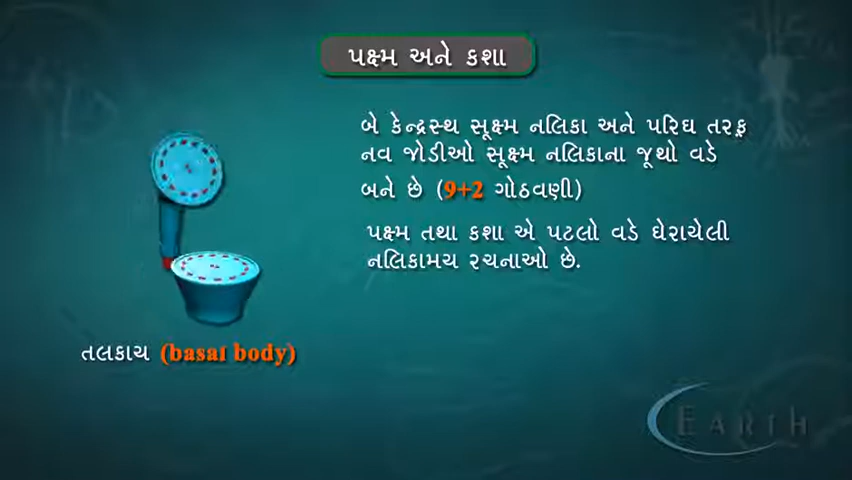 પક્ષ્મ અને કશા
બે કેન્દ્રસ્થ સૂક્ષ્મ નલિકા અને પરિઘ તરફ
નવ જોડીઓ સૂક્ષ્મ નલિકાના જૂથો વડે
બને છે (9+2 ગોઠવણી)
પક્ષ્મ તથા કશા એ પટલો વડે ઘેરાયેલી
નલિકામય રચનાઓ છે.
તલકાય (basal body)
EARTH